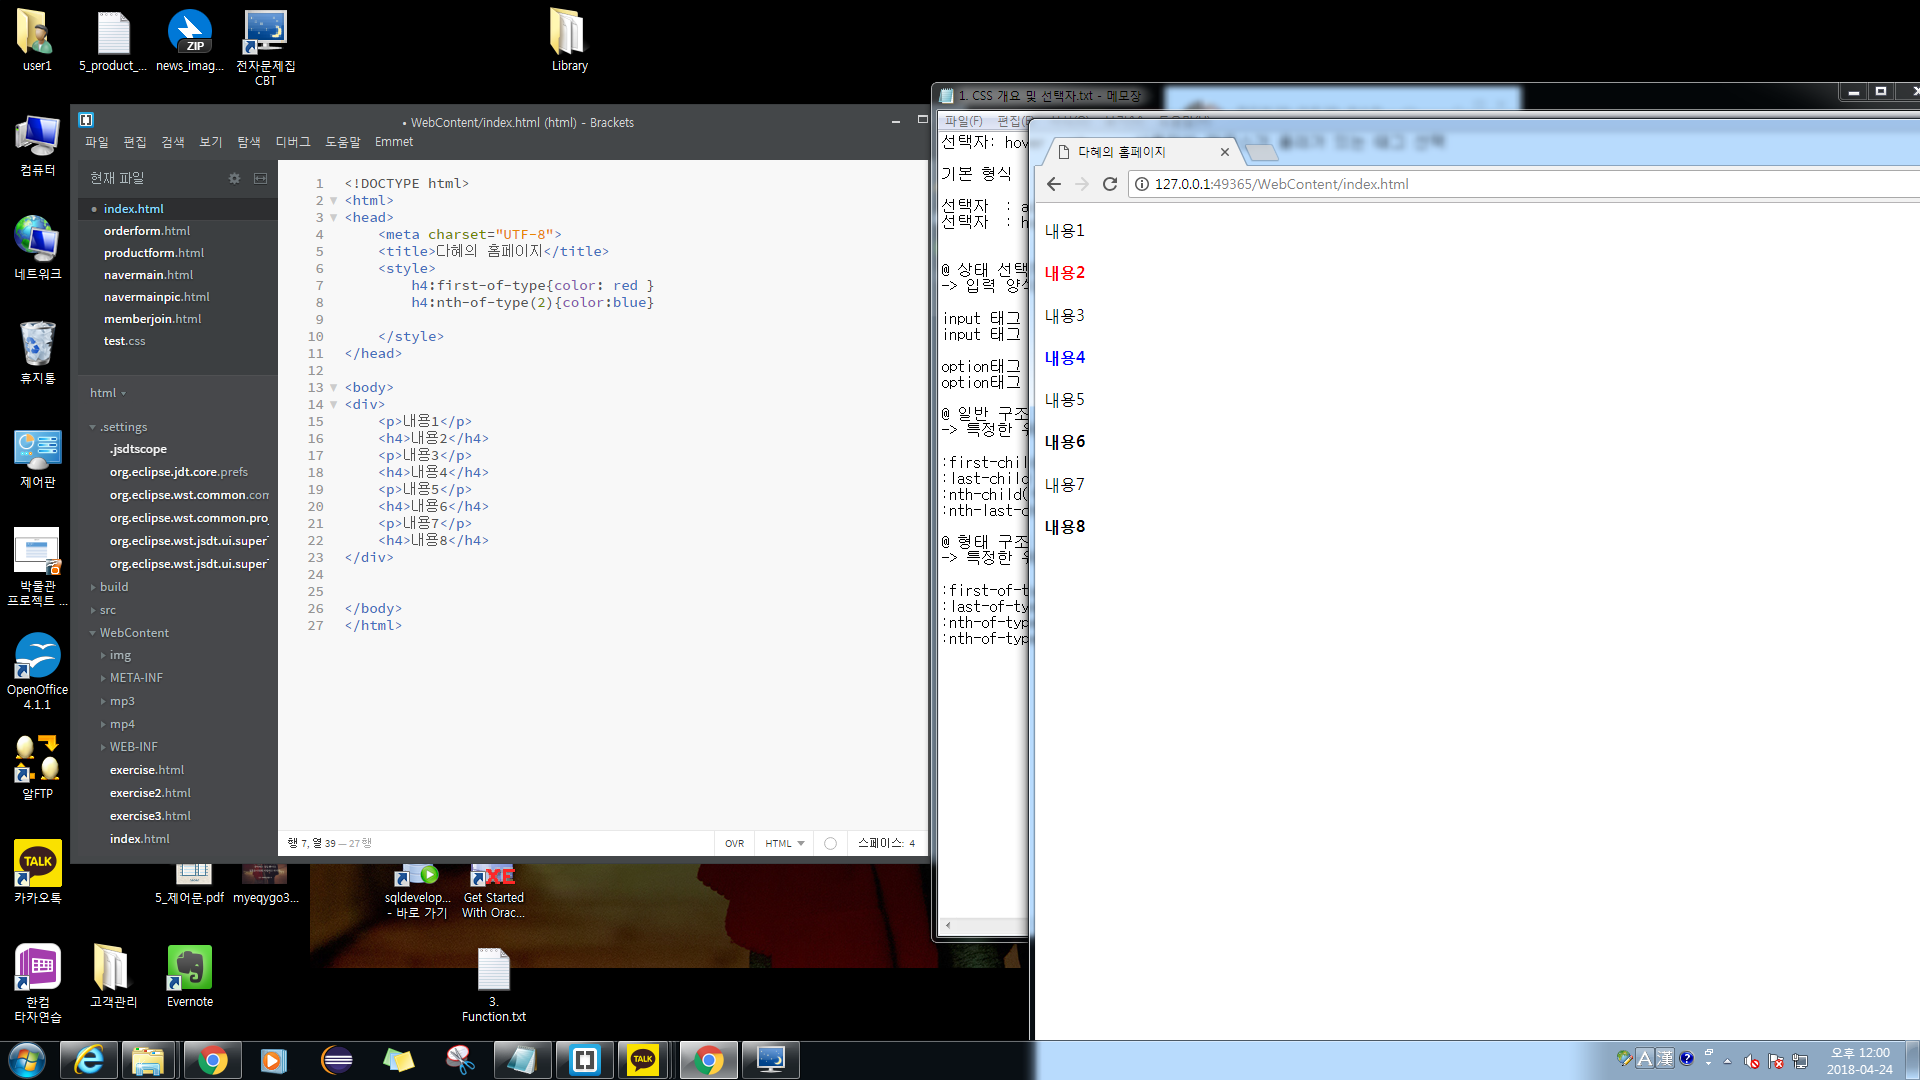 user1
5_product_...
news_imag...
ZIP
전자문제집
CBT
Library
컴퓨터
네트워크
휴지통
제어판
박물관
프로젝트 ...
OpenOffice
4.1.1
알FTP
TALK
카카오톡
한컴
타자연습
고객관리
Evernote
5_제어문.pdf
myeqygo3...
sqldevelop...
- 바로 가기
XE
Get Started
With Orac...
3.
Function.txt
• WebContent/index.html (html) - Brackets
파일 편집 검색 보기 탐색 디버그 도움말 Emmet
현재 파일
index.html
orderform.html
productform.html
navermain.html
navermainpic.html
memberjoin.html
test.css
html
.settings
.jsdtscope
org.eclipse.jdt.core.prefs
org.eclipse.wst.common.com
org.eclipse.wst.common.pro
org.eclipse.wst.jsdt.ui.super
org.eclipse.wst.jsdt.ui.super
build
src
WebContent
img
META-INF
mp3
mp4
WEB-INF
exercise.html
exercise2.html
exercise3.html
index.html
1 <!DOCTYPE html>
2 <html>
3 <head>
4 <meta charset="UTF-8">
5 <title>다혜의 홈페이지</title>
6 <style>
7 h4:first-of-type{color: red }
8 h4:nth-of-type(2){color:blue}
9
10 </style>
11 </head>
12
13 <body>
14 <div>
15 <p>내용1</p>
16 <h4>내용2</h4>
17 <p>내용3</p>
18 <h4>내용4</h4>
19 <p>내용5</p>
20 <h4>내용6</h4>
21 <p>내용7</p>
22 <h4>내용8</h4>
23 </div>
24
25
26 </body>
27 </html>
행 7, 열 39 — 27 행
OVR HTML 스페이스: 4
1. CSS 개요 및 선택자.txt - 메모장
파일(F)
선택자: hov
기본 형식
선택자 : a
선택자 : h
@ 상태 선택
-> 입력 양식
input 태그
input 태그
option태그
option태그
@ 일반 구조
-> 특정한 위
:first-chil
:last-child
:nth-child(
:nth-last-c
@ 형태 구조
-> 특정한 위
:first-of-t
:last-of-ty
:nth-of-typ
:nth-of-typ
다혜의 홈페이지
127.0.0.1:49365/WebContent/index.html
내용1
내용2
내용3
내용4
내용5
내용6
내용7
내용8
TALK
A 漢
오후 12:00
2018-04-24